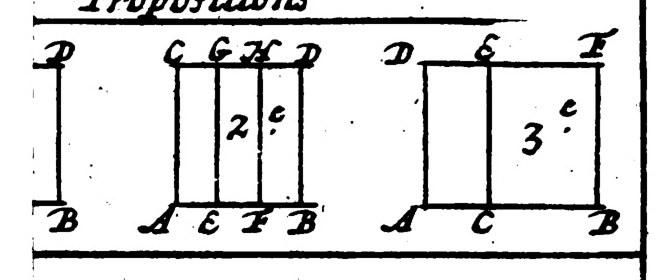 Propositions
D C G H D D E F
2 e 3 e
B A E F B A C B